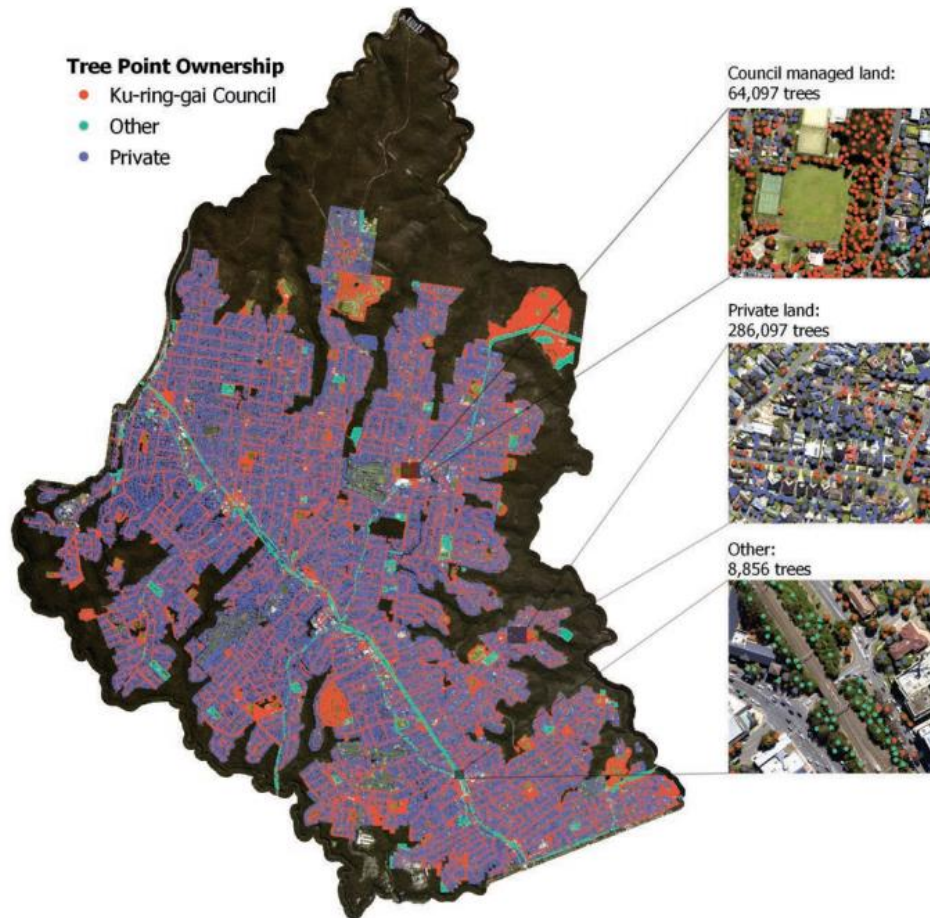 Tree Point Ownership
Ku-ring-gai Council
Other
Private
Council managed land:
64,097 trees
Private land:
286,097 trees
Other:
8,856 trees